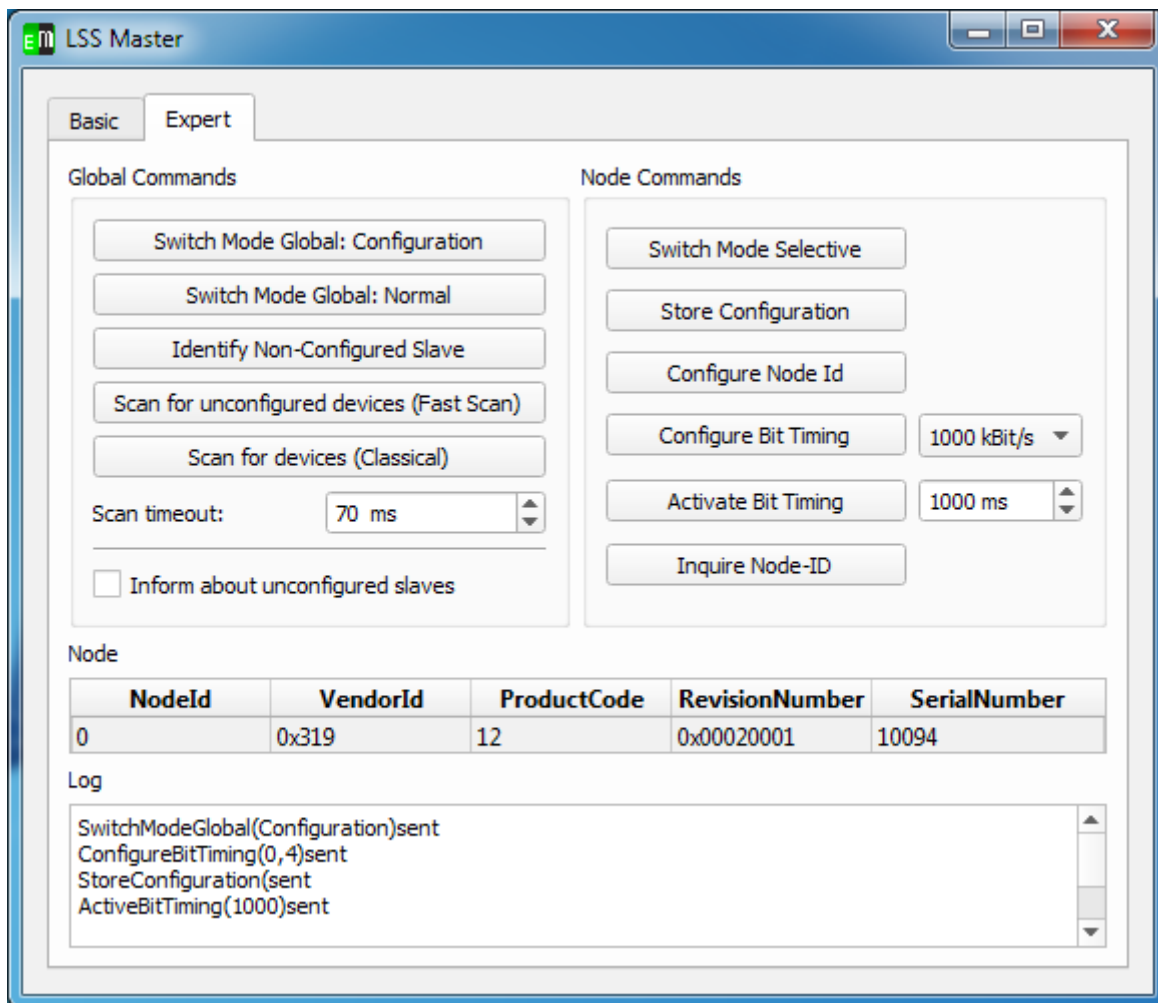 EM LSS Master
Basic Expert
Global Commands
Switch Mode Global: Configuration
Switch Mode Global: Normal
Identify Non-Configured Slave
Scan for unconfigured devices (Fast Scan)
Scan for devices (Classical)
Scan timeout: 70 ms
Inform about unconfigured slaves
Node Commands
Switch Mode Selective
Store Configuration
Configure Node Id
Configure Bit Timing 1000 kBit/s
Activate Bit Timing 1000 ms
Inquire Node-ID
Node
NodeId VendorId ProductCode RevisionNumber SerialNumber
0 0x319 12 0x00020001 10094
Log
SwitchModeGlobal(Configuration)sent
ConfigureBitTiming(0,4)sent
StoreConfiguration(sent
ActiveBitTiming(1000)sent